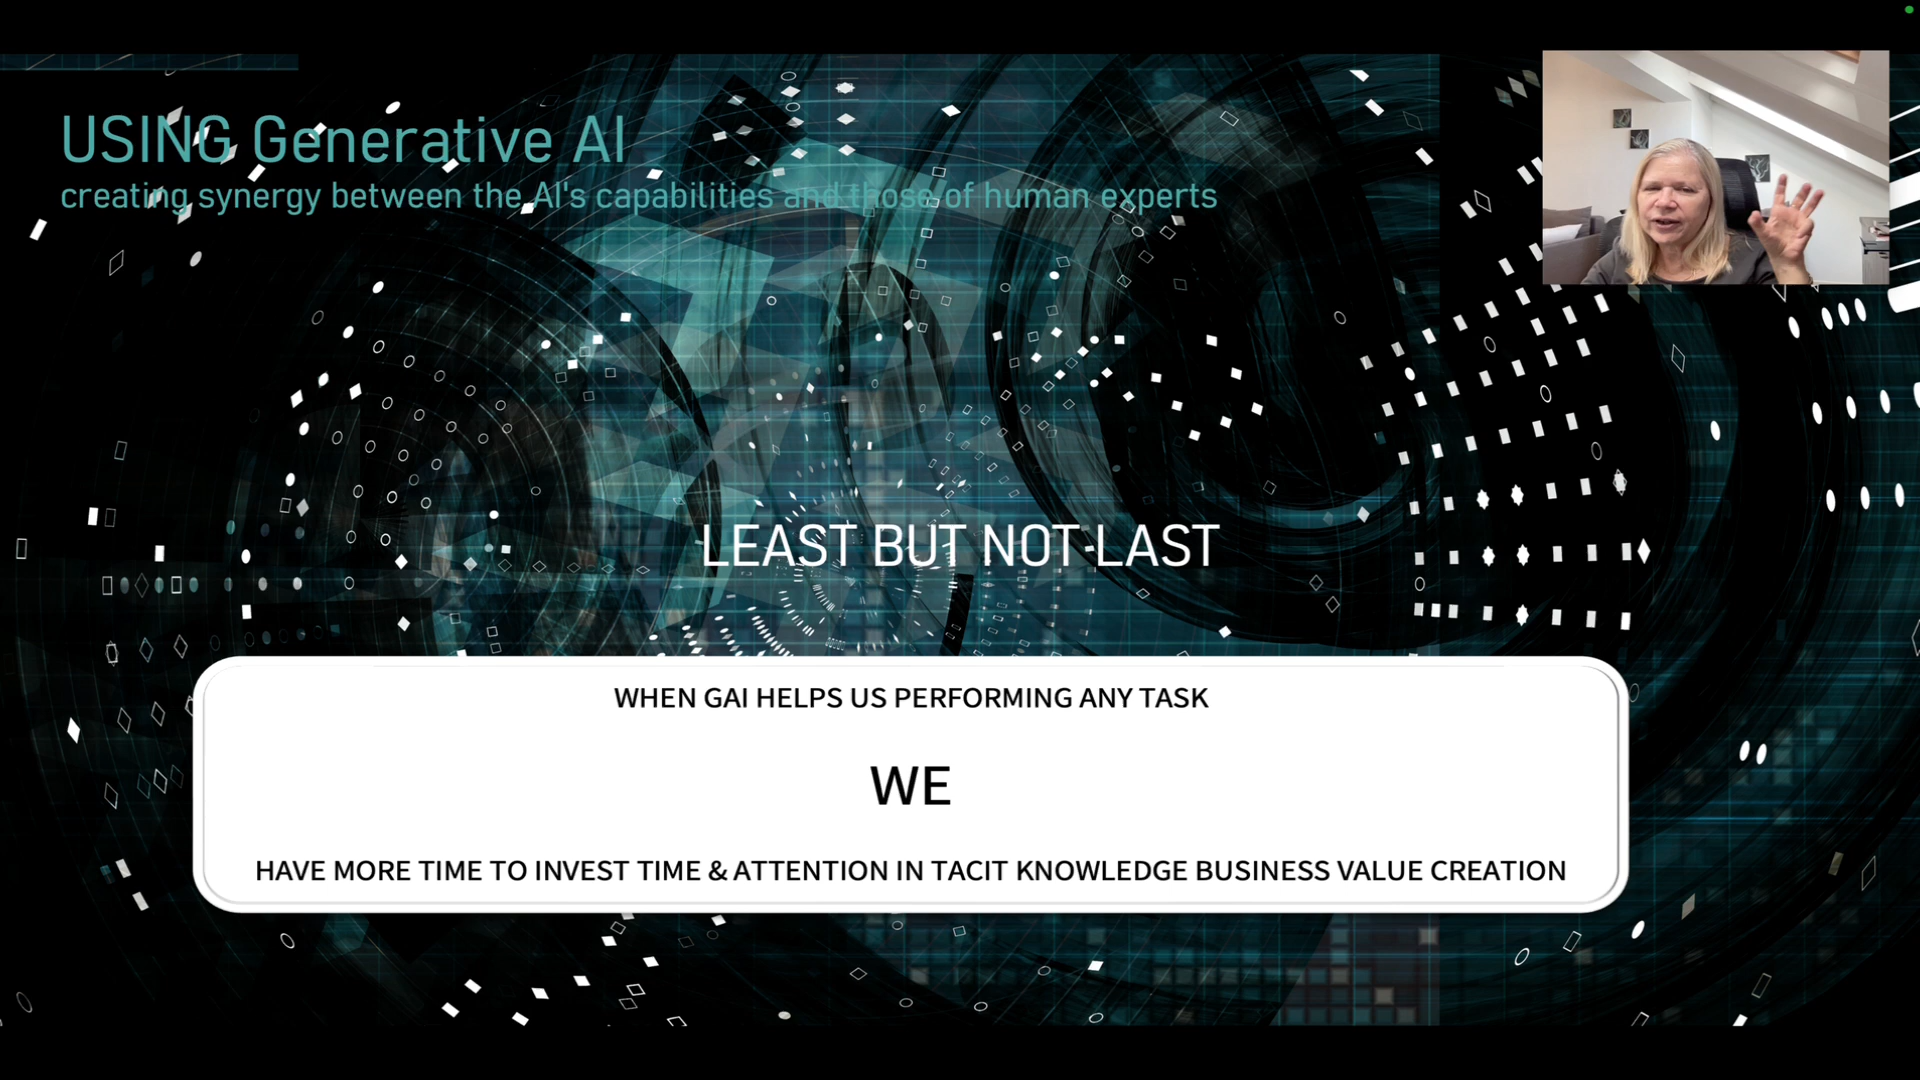 USING Generative AI
creating synergy between the AI's capabilities and those of human experts
LEAST BUT NOT LAST
WHEN GAI HELPS US PERFORMING ANY TASK
WE
HAVE MORE TIME TO INVEST TIME & ATTENTION IN TACIT KNOWLEDGE BUSINESS VALUE CREATION